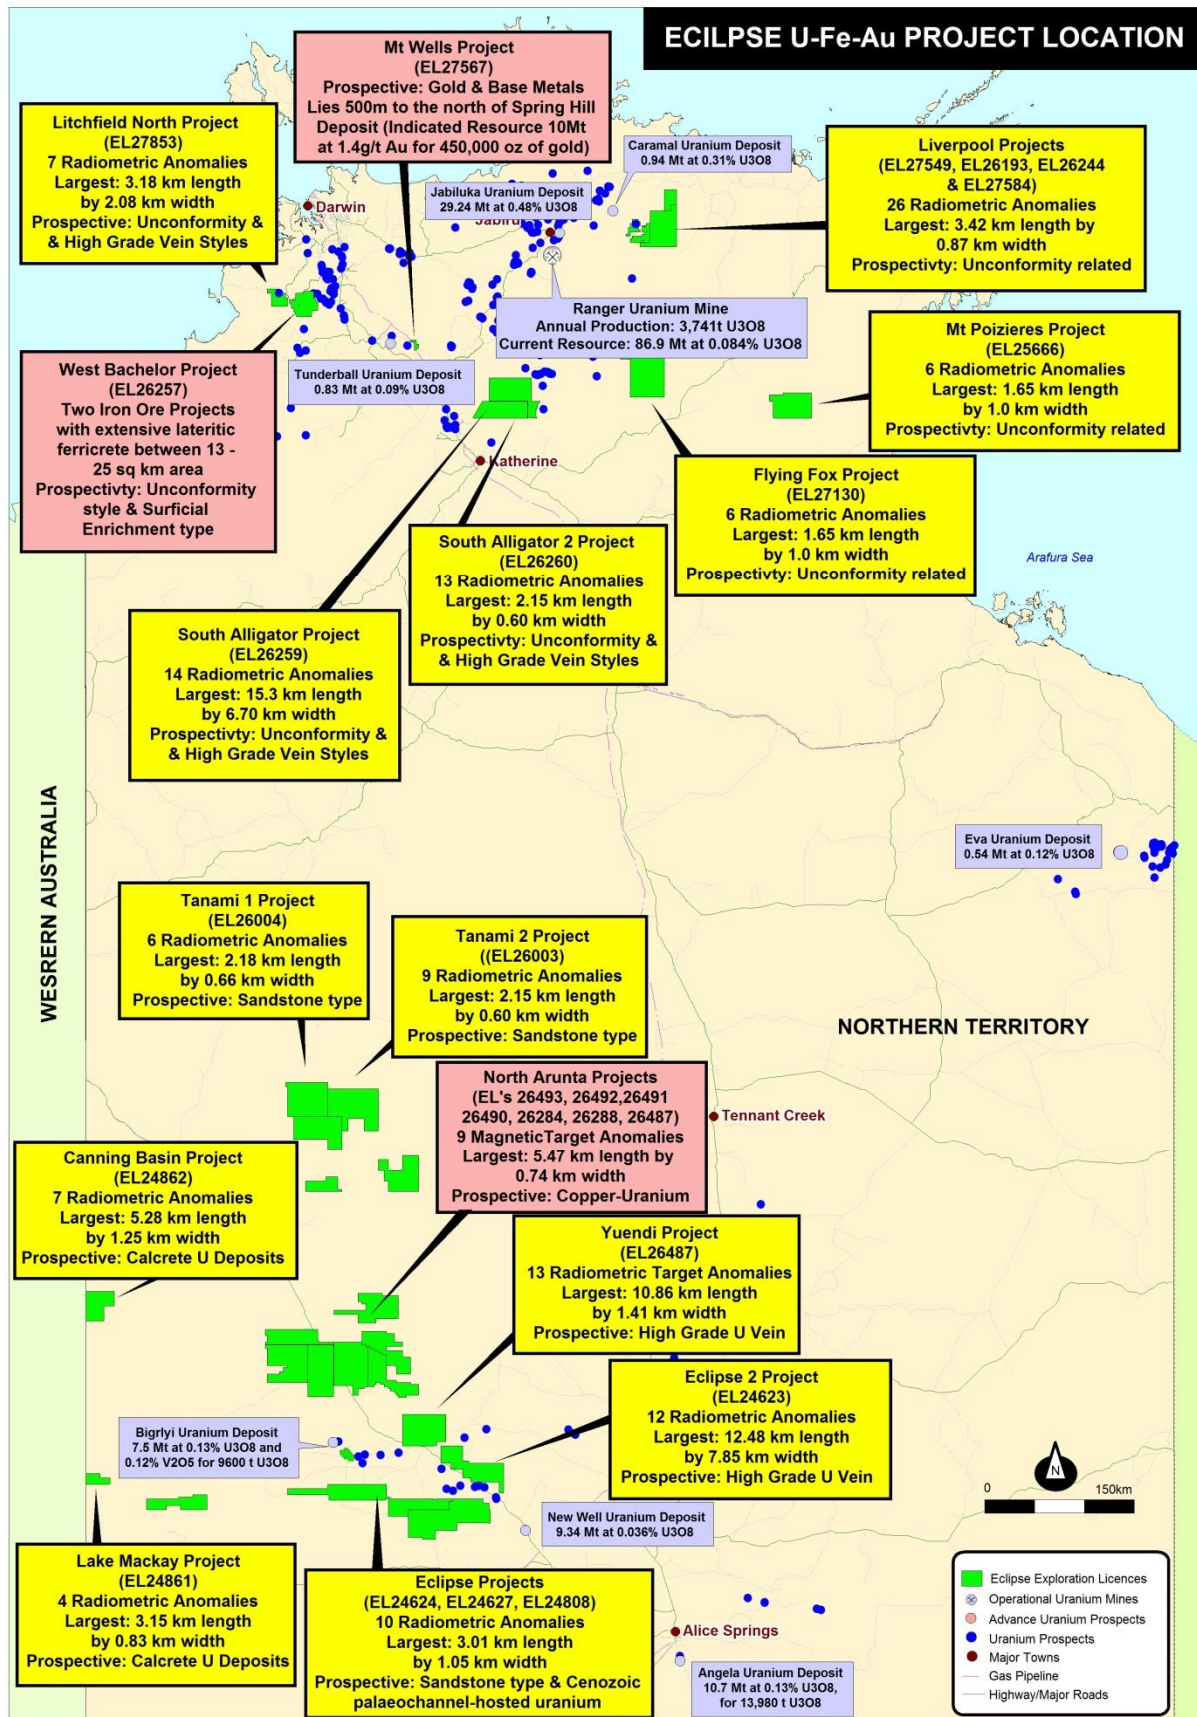 ECILPSE U-Fe-Au PROJECT LOCATION
Mt Wells Project
(EL27567)
Prospective: Gold & Base Metals
Lies 500m to the north of Spring Hill
Deposit (Indicated Resource 10Mt
at 1.4g/t Au for 450,000 oz of gold)
Litchfield North Project
(EL27853)
7 Radiometric Anomalies
Largest: 3.18 km length
by 2.08 km width
Prospective: Unconformity &
& High Grade Vein Styles
Caramal Uranium Deposit
0.94 Mt at 0.31% U3O8
Liverpool Projects
(EL27549, EL26193, EL26244
& EL27584)
26 Radiometric Anomalies
Largest: 3.42 km length by
0.87 km width
Prospectivty: Unconformity related
Jabiluka Uranium Deposit
29.24 Mt at 0.48% U3O8
Darwin
Jabiru
Ranger Uranium Mine
Annual Production: 3,741t U3O8
Current Resource: 86.9 Mt at 0.084% U3O8
Mt Poizieres Project
(EL25666)
6 Radiometric Anomalies
Largest: 1.65 km length
by 1.0 km width
Prospectivty: Unconformity related
West Bachelor Project
(EL26257)
Two Iron Ore Projects
with extensive lateritic
ferricrete between 13 -
25 sq km area
Prospectivty: Unconformity
style & Surficial
Enrichment type
Tunderball Uranium Deposit
0.83 Mt at 0.09% U3O8
Katherine
Flying Fox Project
(EL27130)
6 Radiometric Anomalies
Largest: 1.65 km length
by 1.0 km width
Prospectivty: Unconformity related
South Alligator 2 Project
(EL26260)
13 Radiometric Anomalies
Largest: 2.15 km length
by 0.60 km width
Prospectivty: Unconformity &
& High Grade Vein Styles
Arafura Sea
South Alligator Project
(EL26259)
14 Radiometric Anomalies
Largest: 15.3 km length
by 6.70 km width
Prospectivty: Unconformity &
& High Grade Vein Styles
WESRERN AUSTRALIA
Eva Uranium Deposit
0.54 Mt at 0.12% U3O8
Tanami 1 Project
(EL26004)
6 Radiometric Anomalies
Largest: 2.18 km length
by 0.66 km width
Prospective: Sandstone type
Tanami 2 Project
((EL26003)
9 Radiometric Anomalies
Largest: 2.15 km length
by 0.60 km width
Prospective: Sandstone type
NORTHERN TERRITORY
North Arunta Projects
(EL's 26493, 26492,26491
26490, 26284, 26288, 26487)
9 MagneticTarget Anomalies
Largest: 5.47 km length by
0.74 km width
Prospective: Copper-Uranium
Tennant Creek
Canning Basin Project
(EL24862)
7 Radiometric Anomalies
Largest: 5.28 km length
by 1.25 km width
Prospective: Calcrete U Deposits
Yuendi Project
(EL26487)
13 Radiometric Target Anomalies
Largest: 10.86 km length
by 1.41 km width
Prospective: High Grade U Vein
Eclipse 2 Project
(EL24623)
12 Radiometric Anomalies
Largest: 12.48 km length
by 7.85 km width
Prospective: High Grade U Vein
Bigrlyi Uranium Deposit
7.5 Mt at 0.13% U3O8 and
0.12% V2O5 for 9600 t U3O8
N
0 150km
New Well Uranium Deposit
9.34 Mt at 0.036% U3O8
Lake Mackay Project
(EL24861)
4 Radiometric Anomalies
Largest: 3.15 km length
by 0.83 km width
Prospective: Calcrete U Deposits
Eclipse Projects
(EL24624, EL24627, EL24808)
10 Radiometric Anomalies
Largest: 3.01 km length
by 1.05 km width
Prospective: Sandstone type & Cenozoic
palaeochannel-hosted uranium
Alice Springs
Angela Uranium Deposit
10.7 Mt at 0.13% U3O8,
for 13,980 t U3O8
Eclipse Exploration Licences
Operational Uranium Mines
Advance Uranium Prospects
Uranium Prospects
Major Towns
Gas Pipeline
Highway/Major Roads